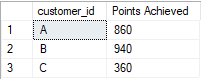 customer_id Points Achieved
1 A 860
2 B 940
3 C 360